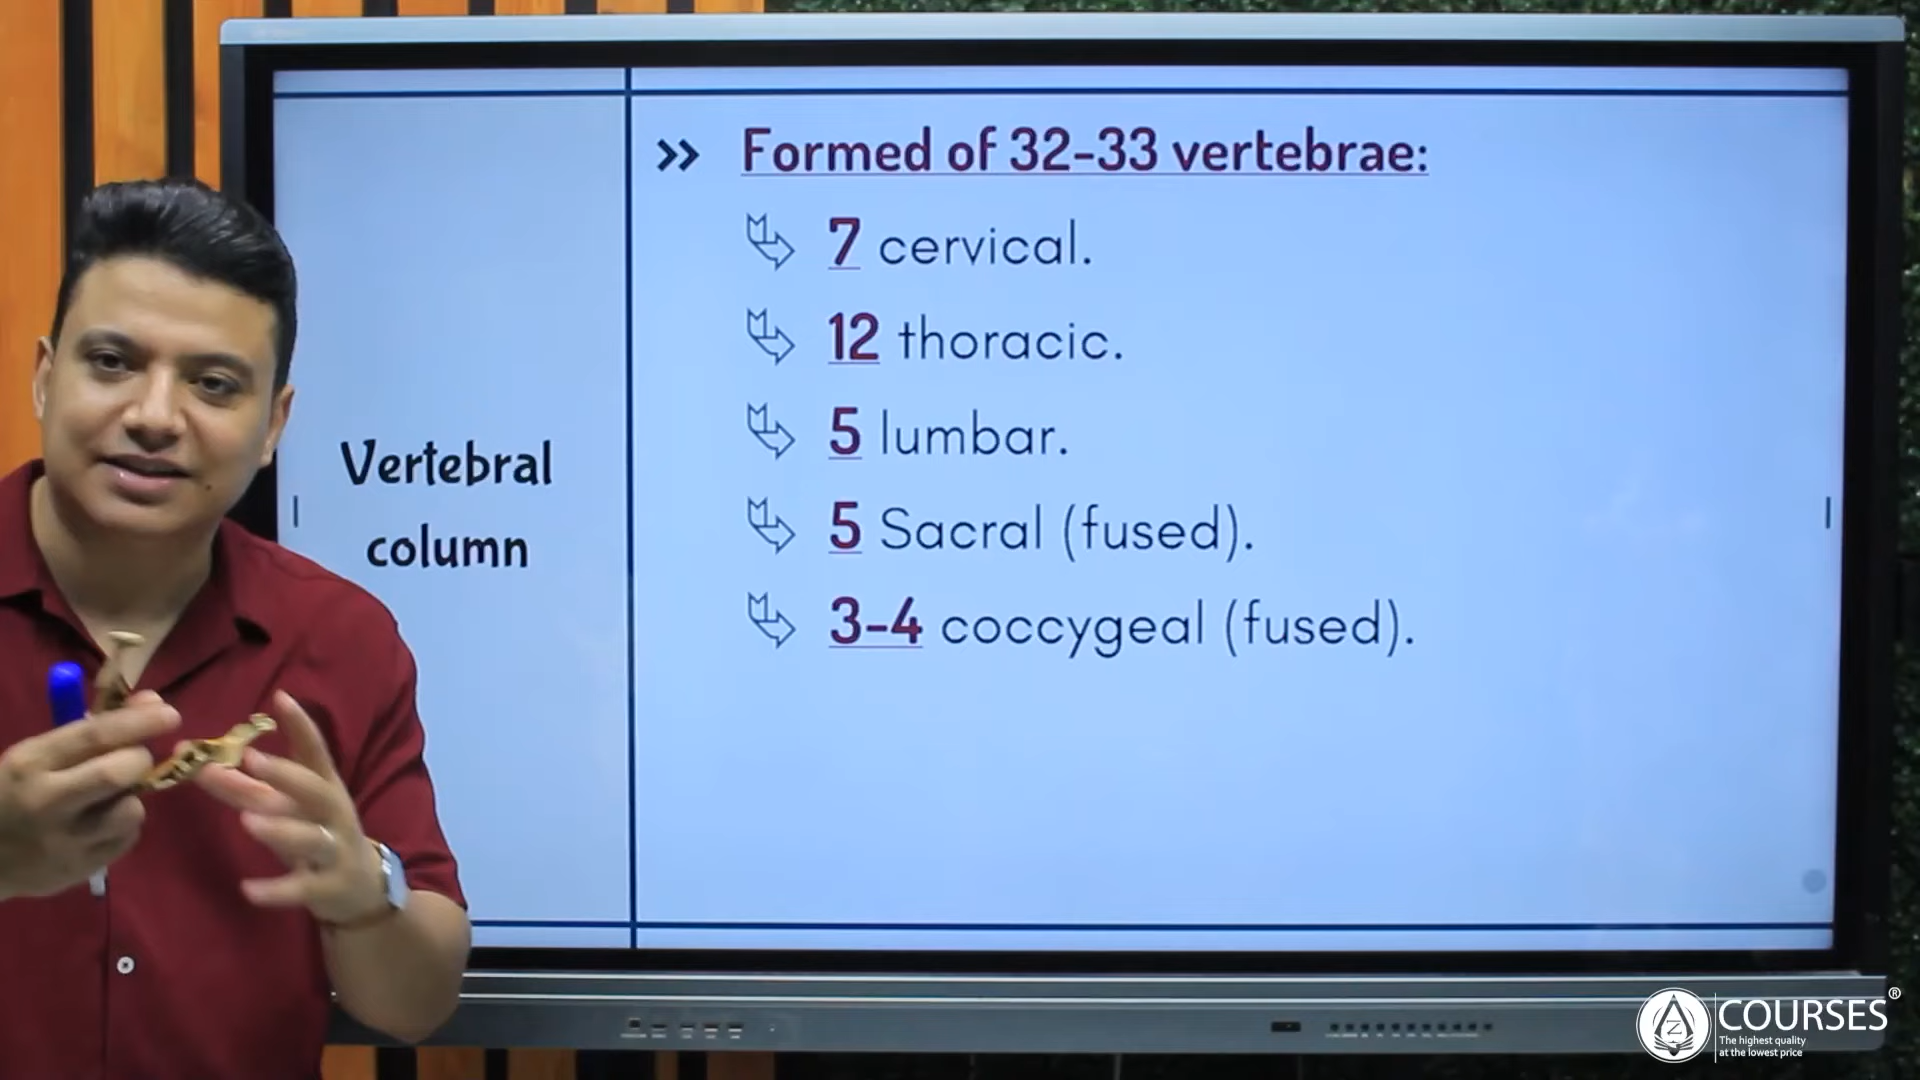 Vertebral
column
>> Formed of 32-33 vertebrae:
7 cervical.
12 thoracic.
5 lumbar.
5 Sacral (fused).
3-4 coccygeal (fused).
AZ COURSES®
The highest quality
at the lowest price